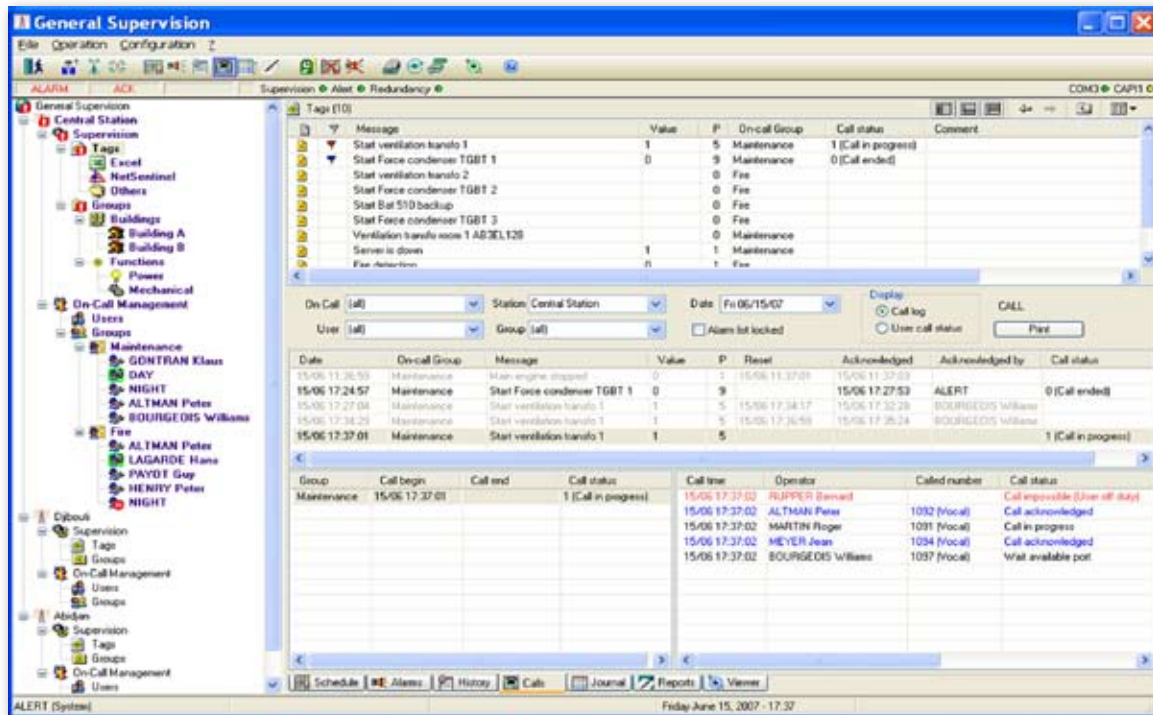 General Supervision
File Operation Configuration ?
ALARM ACK Supervision Alert Redundancy COM3 CAPI1
General Supervision
Central Station
Supervision
Tags
Excel
NetSentinel
Others
Groups
Buildings
Building A
Building B
Functions
Power
Mechanical
On-Call Management
Users
Groups
Maintenance
GONTRAN Klaus
DAY
NIGHT
ALTMAN Peter
BOURGEOIS Williams
Fire
ALTMAN Peter
LAGARDE Hans
PAYOT Guy
HENRY Peter
NIGHT
Djibouti
Supervision
Tags
Groups
On-Call Management
Users
Groups
Abidjan
Supervision
Tags
Groups
On-Call Management
Users
Tags (10)
Message Value P On-call Group Call status Comment
Start ventilation transfo 1 1 5 Maintenance 1 (Call in progress)
Start Force condenser TGBT 1 0 9 Maintenance 0 (Call ended)
Start ventilation transfo 2 0 Fire
Start Force condenser TGBT 2 0 Fire
Start Bat 510 backup 0 Fire
Start Force condenser TGBT 3 0 Fire
Ventilation transfo room 1 AB3EL128 0 Maintenance
Server is down 1 1 Maintenance
Fire detection 0 1 Fire
On Call (all) Station Central Station Date Fri 06/15/07 Display Call log CALL
User (all) Group (all) Alarm list locked User call status Print
Date On-call Group Message Value P Reset Acknowledged Acknowledged by Call status
15/06 11:36:59 Maintenance Main engine stopped 0 1 15/06 11:37:01 15/06 11:37:03
15/06 17:24:57 Maintenance Start Force condenser TGBT 1 0 9 15/06 17:27:53 ALERT 0 (Call ended)
15/06 17:27:04 Maintenance Start ventilation transfo 1 1 5 15/06 17:34:17 15/06 17:32:28 BOURGEOIS Williams
15/06 17:34:29 Maintenance Start ventilation transfo 1 1 5 15/06 17:36:59 15/06 17:35:24 BOURGEOIS Williams
15/06 17:37:01 Maintenance Start ventilation transfo 1 1 5 1 (Call in progress)
Group Call begin Call end Call status
Maintenance 15/06 17:37:01 1 (Call in progress)
Call time Operator Called number Call status
15/06 17:37:02 RUPPER Bernard Call impossible (User off duty)
15/06 17:37:02 ALTMAN Peter 1092 (Vocal) Call acknowledged
15/06 17:37:02 MARTIN Roger 1091 (Vocal) Call in progress
15/06 17:37:02 MEYER Jean 1094 (Vocal) Call acknowledged
15/06 17:37:02 BOURGEOIS Williams 1097 (Vocal) Wait available port
Schedule Alarms History Calls Journal Reports Viewer
ALERT (System) Friday June 15, 2007 - 17:37